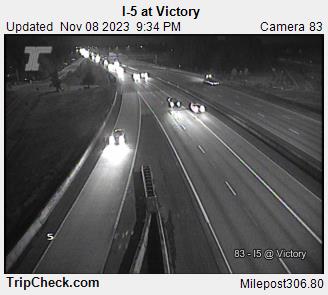 I-5 at Victory
Updated Nov 08 2023 9:34 PM Camera 83
T
S
83 - I5 @ Victory
TripCheck.com Milepost306.80